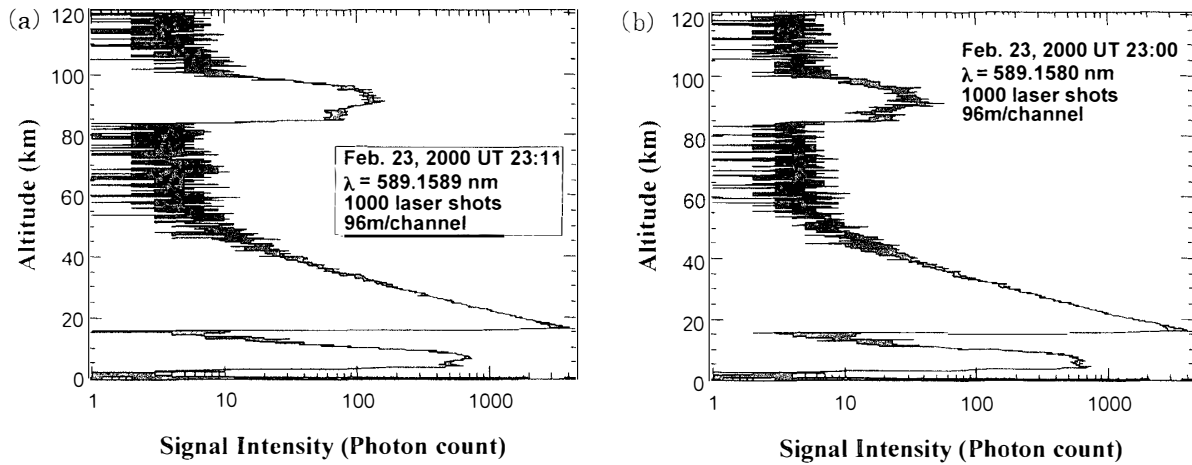 (a)
120
100
80
60
40
20
0
Altitude (km)
1
10
100
1000
Signal Intensity (Photon count)
Feb. 23, 2000 UT 23:11
λ = 589.1589 nm
1000 laser shots
96m/channel
(b)
120
100
80
60
40
20
0
Altitude (km)
1
10
100
1000
Signal Intensity (Photon count)
Feb. 23, 2000 UT 23:00
λ = 589.1580 nm
1000 laser shots
96m/channel